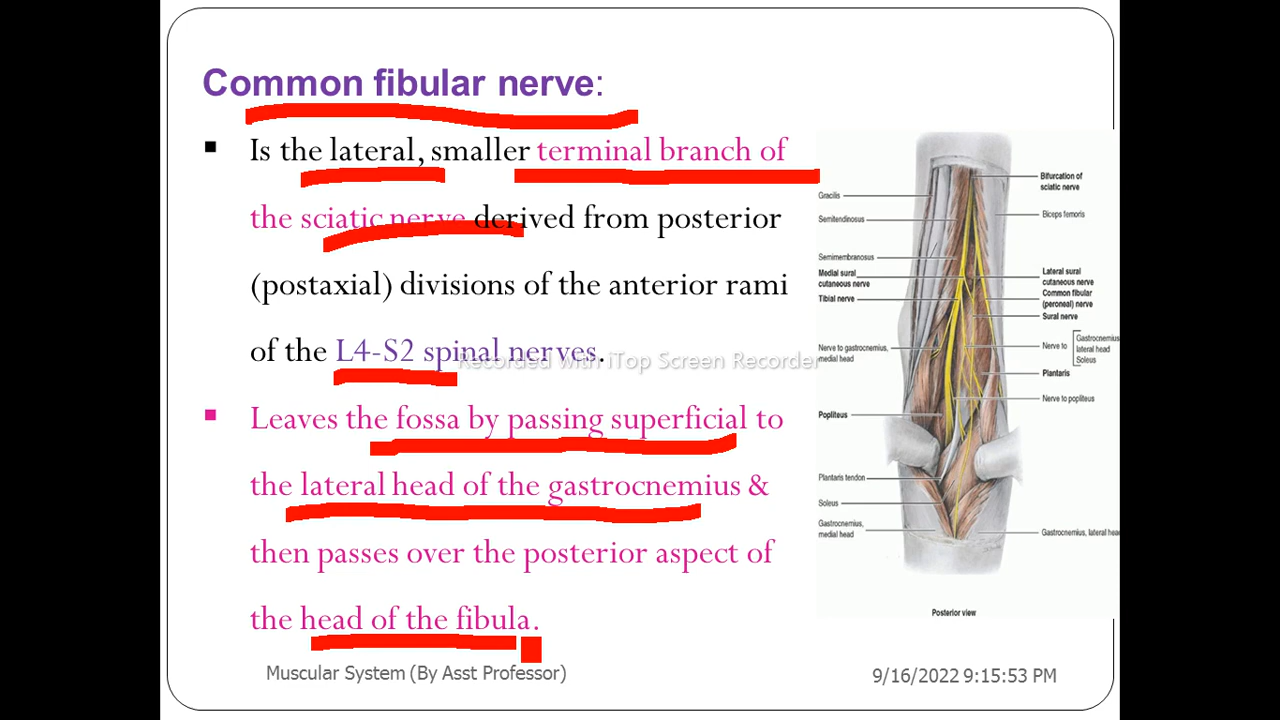 Common fibular nerve:
▪ Is the lateral, smaller terminal branch of
the sciatic nerve derived from posterior
(postaxial) divisions of the anterior rami
of the L4-S2 spinal nerves.
Recorded with iTop Screen Recorder
▪ Leaves the fossa by passing superficial to
the lateral head of the gastrocnemius &
then passes over the posterior aspect of
the head of the fibula.
Gracilis
Semitendinosus
Semimembranosus
Medial sural
cutaneous nerve
Tibial nerve
Nerve to gastrocnemius,
medial head
Popliteus
Plantaris tendon
Soleus
Gastrocnemius,
medial head
Bifurcation of
sciatic nerve
Biceps femoris
Lateral sural
cutaneous nerve
Common fibular
(peroneal) nerve
Sural nerve
Nerve to
Gastrocnemius
lateral head
Soleus
Plantaris
Nerve to popliteus
Gastrocnemius, lateral head
Posterior view
Muscular System (By Asst Professor)
9/16/2022 9:15:53 PM